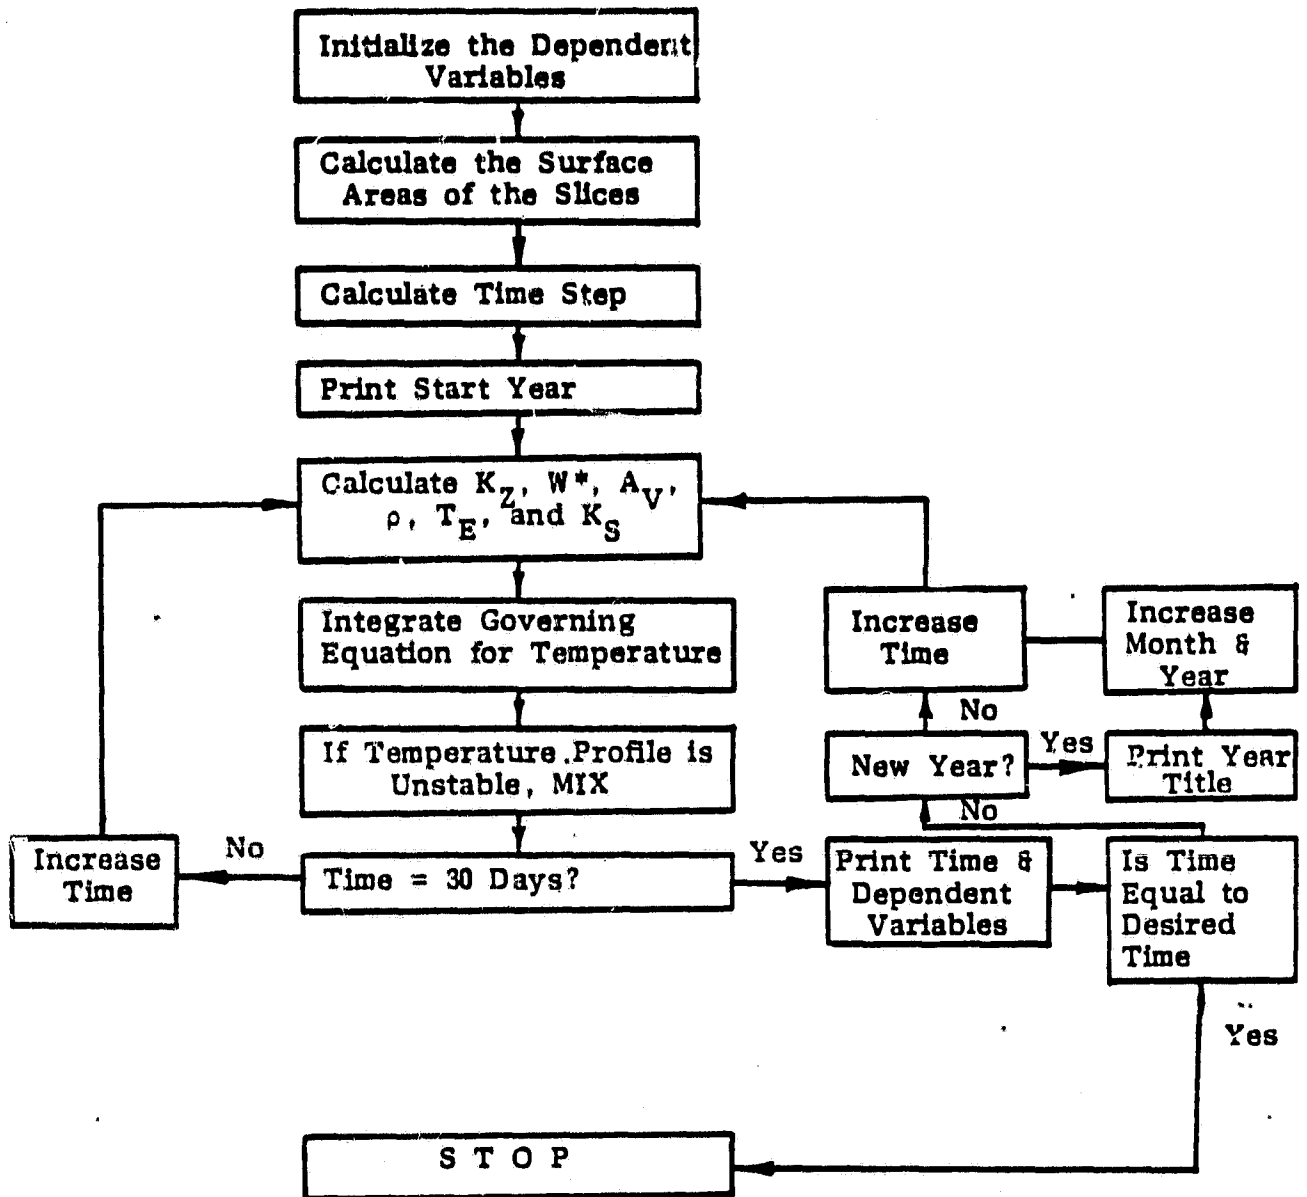 Initialize the Dependent
Variables
Calculate the Surface
Areas of the Slices
Calculate Time Step
Print Start Year
Calculate K_Z, W*, A_V,
ρ, T_E, and K_S
Integrate Governing
Equation for Temperature
If Temperature Profile is
Unstable, MIX
Time = 30 Days?
No
Increase
Time
Yes
Print Time &
Dependent
Variables
Is Time
Equal to
Desired
Time
No
New Year?
No
Increase
Time
Yes
Print Year
Title
Increase
Month &
Year
Yes
S T O P